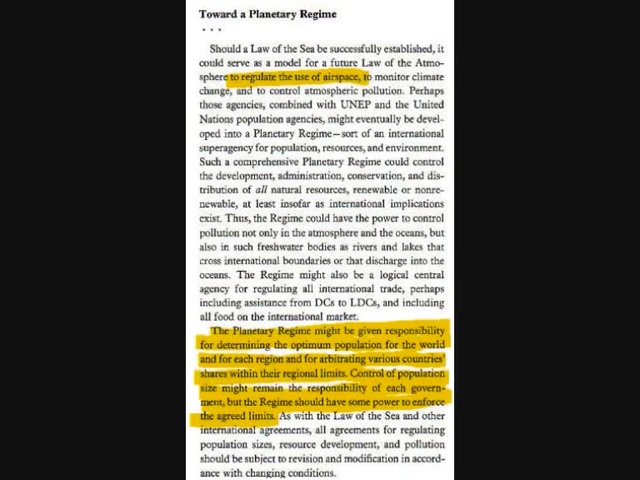 Toward a Planetary Regime
. . .
Should a Law of the Sea be successfully established, it
could serve as a model for a future Law of the Atmo-
sphere to regulate the use of airspace, to monitor climate
change, and to control atmospheric pollution. Perhaps
those agencies, combined with UNEP and the United
Nations population agencies, might eventually be devel-
oped into a Planetary Regime—sort of an international
superagency for population, resources, and environment.
Such a comprehensive Planetary Regime could control
the development, administration, conservation, and dis-
tribution of all natural resources, renewable or nonre-
newable, at least insofar as international implications
exist. Thus, the Regime could have the power to control
pollution not only in the atmosphere and the oceans, but
also in such freshwater bodies as rivers and lakes that
cross international boundaries or that discharge into the
oceans. The Regime might also be a logical central
agency for regulating all international trade, perhaps
including assistance from DCs to LDCs, and including
all food on the international market.
The Planetary Regime might be given responsibility
for determining the optimum population for the world
and for each region and for arbitrating various countries'
shares within their regional limits. Control of population
size might remain the responsibility of each govern-
ment, but the Regime should have some power to enforce
the agreed limits. As with the Law of the Sea and other
international agreements, all agreements for regulating
population sizes, resource development, and pollution
should be subject to revision and modification in accord-
ance with changing conditions.